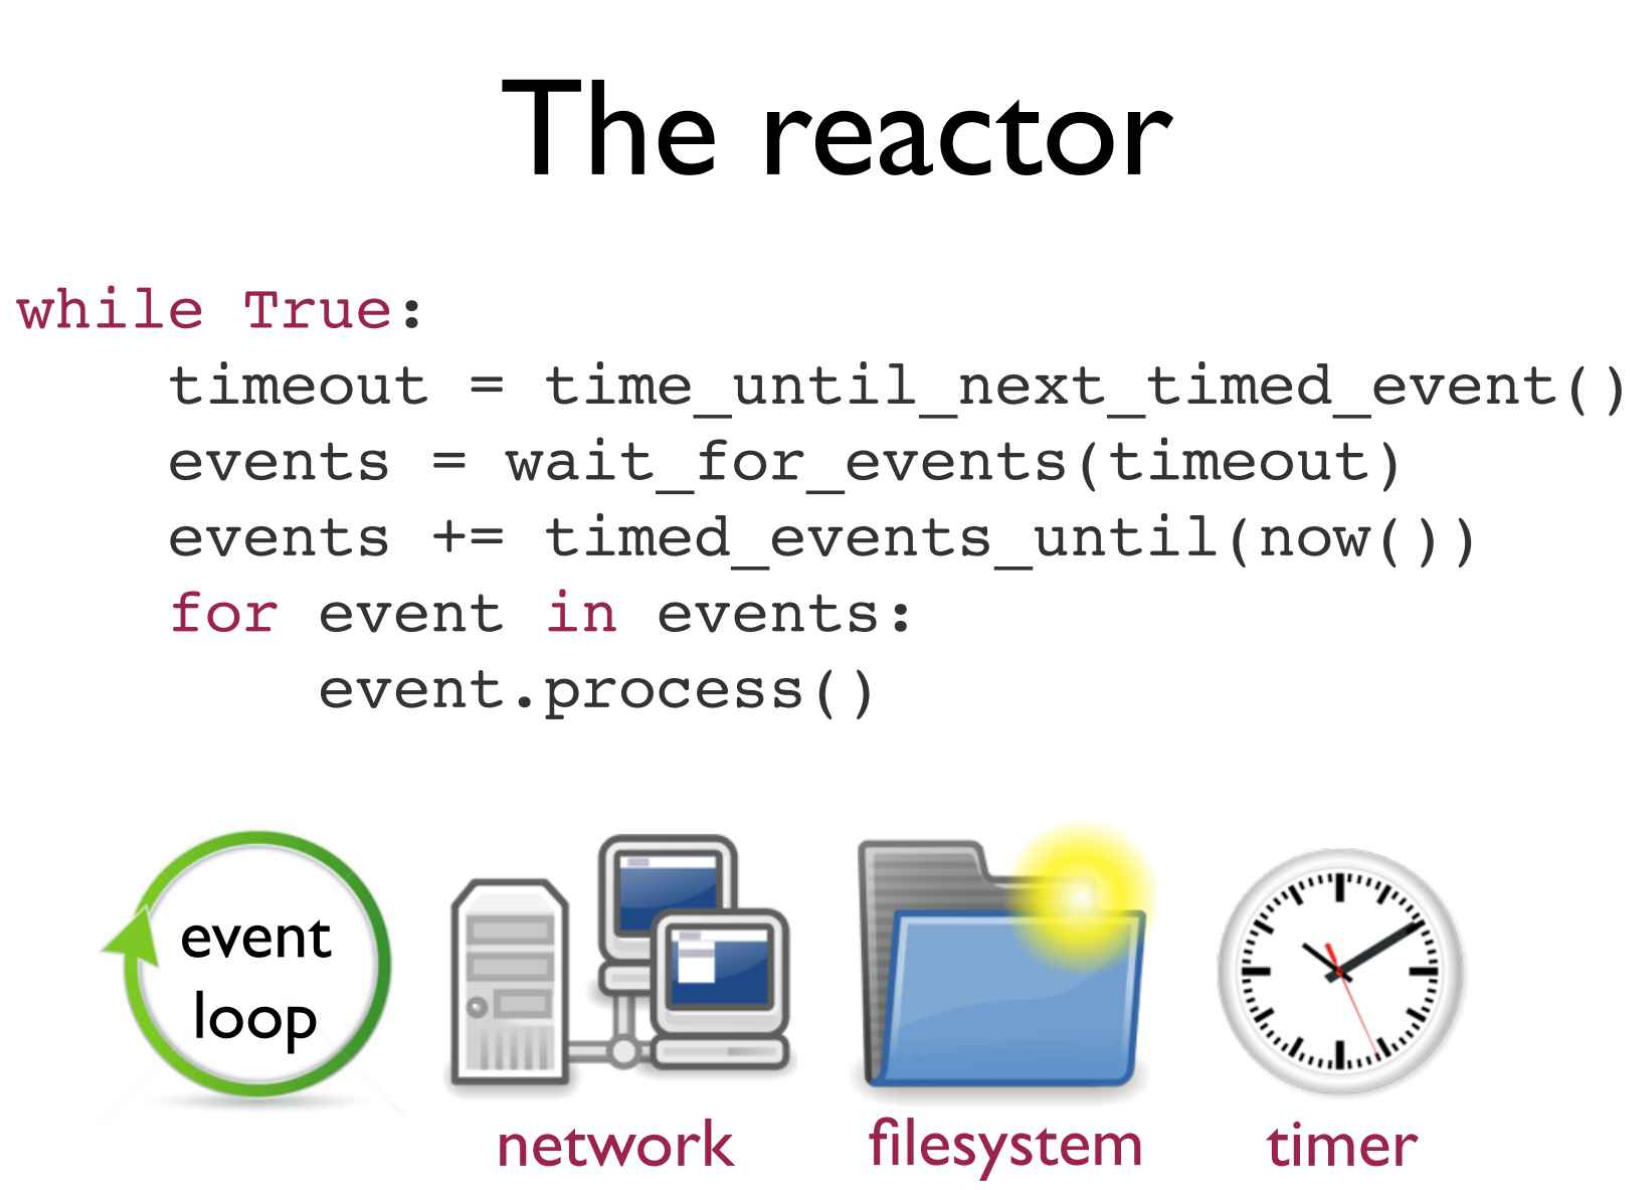 The reactor
while True:
    timeout = time_until_next_timed_event()
    events = wait_for_events(timeout)
    events += timed_events_until(now())
    for event in events:
        event.process()
event
loop
network
filesystem
timer